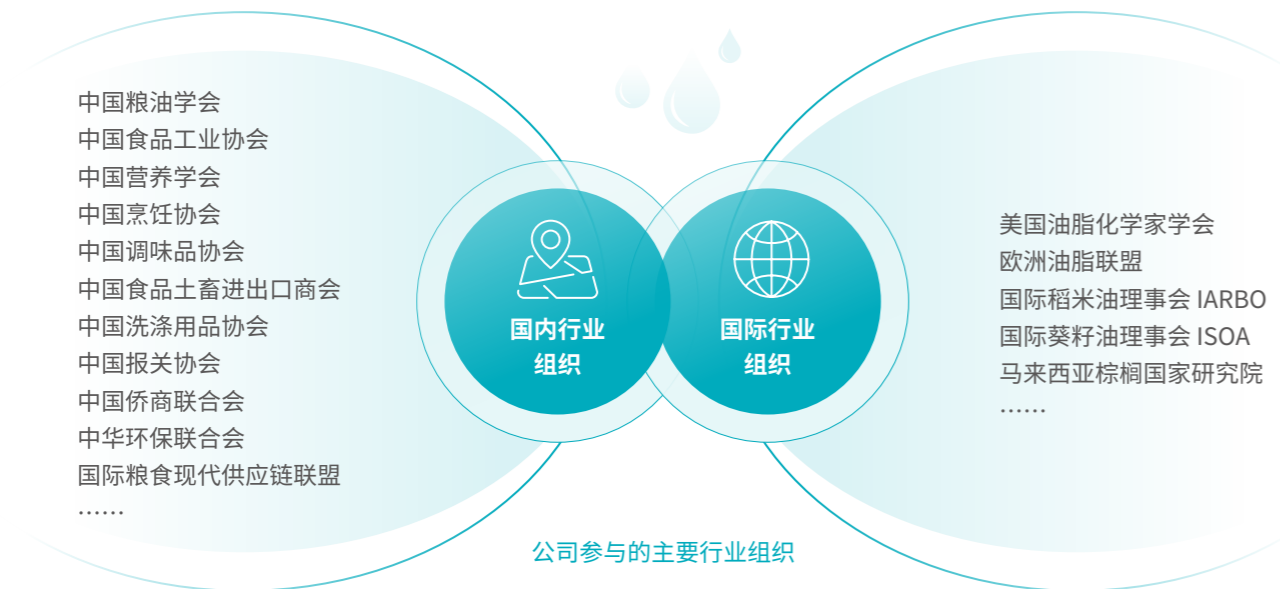 中国粮油学会
中国食品工业协会
中国营养学会
中国烹饪协会
中国调味品协会
中国食品土畜进出口商会
中国洗涤用品协会
中国报关协会
中国侨商联合会
中华环保联合会
国际粮食现代供应链联盟
……
国内行业
组织
国际行业
组织
美国油脂化学家学会
欧洲油脂联盟
国际稻米油理事会 IARBO
国际葵籽油理事会 ISOA
马来西亚棕榈国家研究院
……
公司参与的主要行业组织